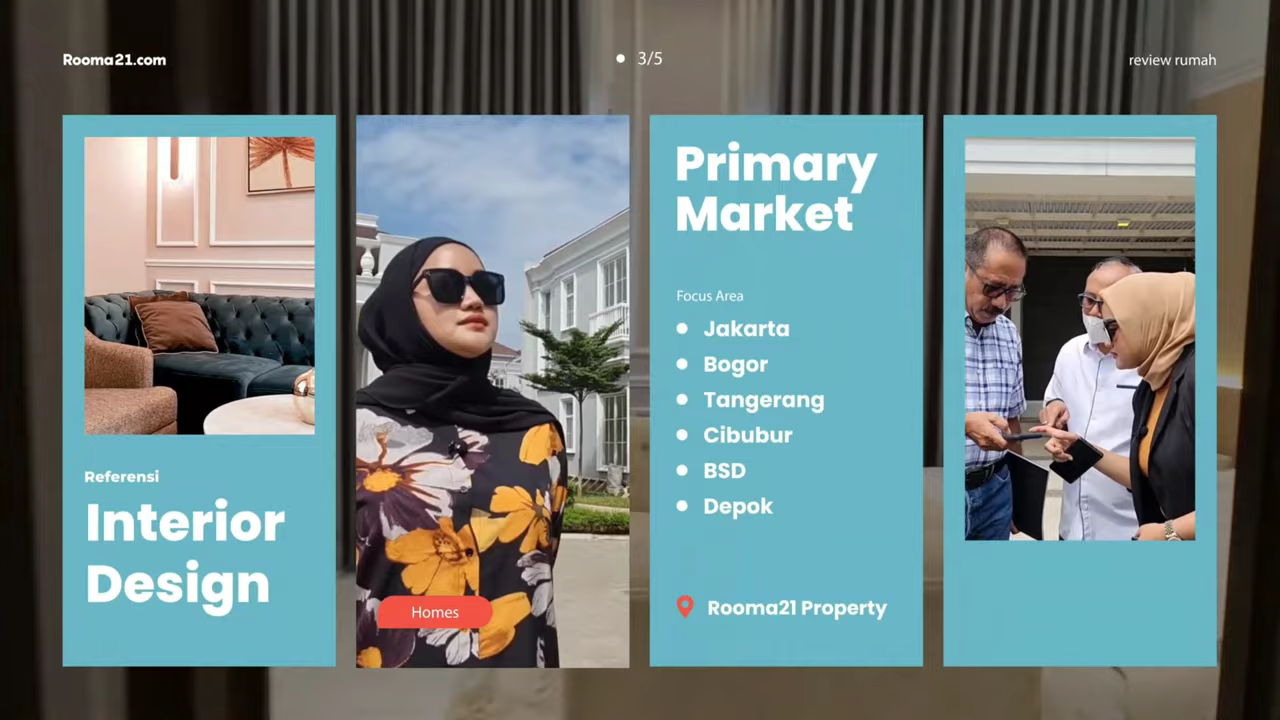 Rooma21.com
3/5
review rumah
Referensi
Interior
Design
Homes
Primary
Market
Focus Area
Jakarta
Bogor
Tangerang
Cibubur
BSD
Depok
Rooma21 Property